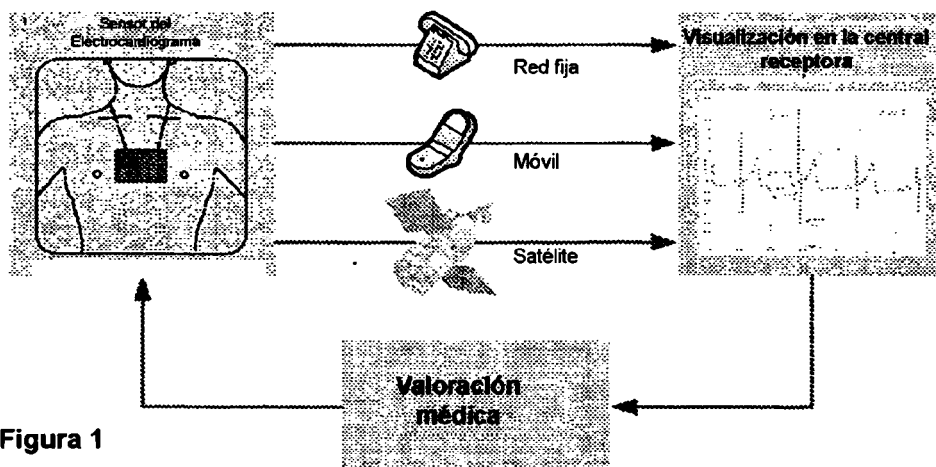 Sensor del
Electrocardiograma
Red fija
Móvil
Satélite
Visualización en la central
receptora
Valoración
médica
Figura 1